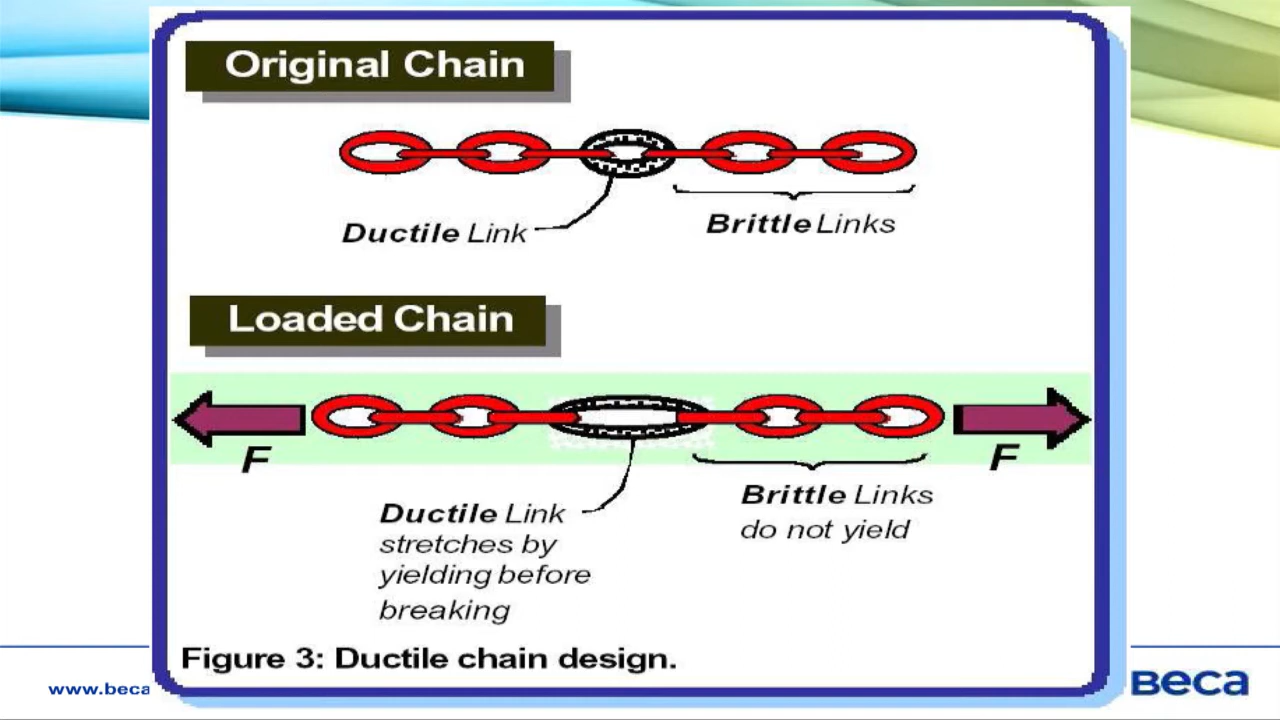 Original Chain
Ductile Link
Brittle Links
Loaded Chain
F
F
Ductile Link
stretches by
yielding before
breaking
Brittle Links
do not yield
Figure 3: Ductile chain design.
www.beca
Beca